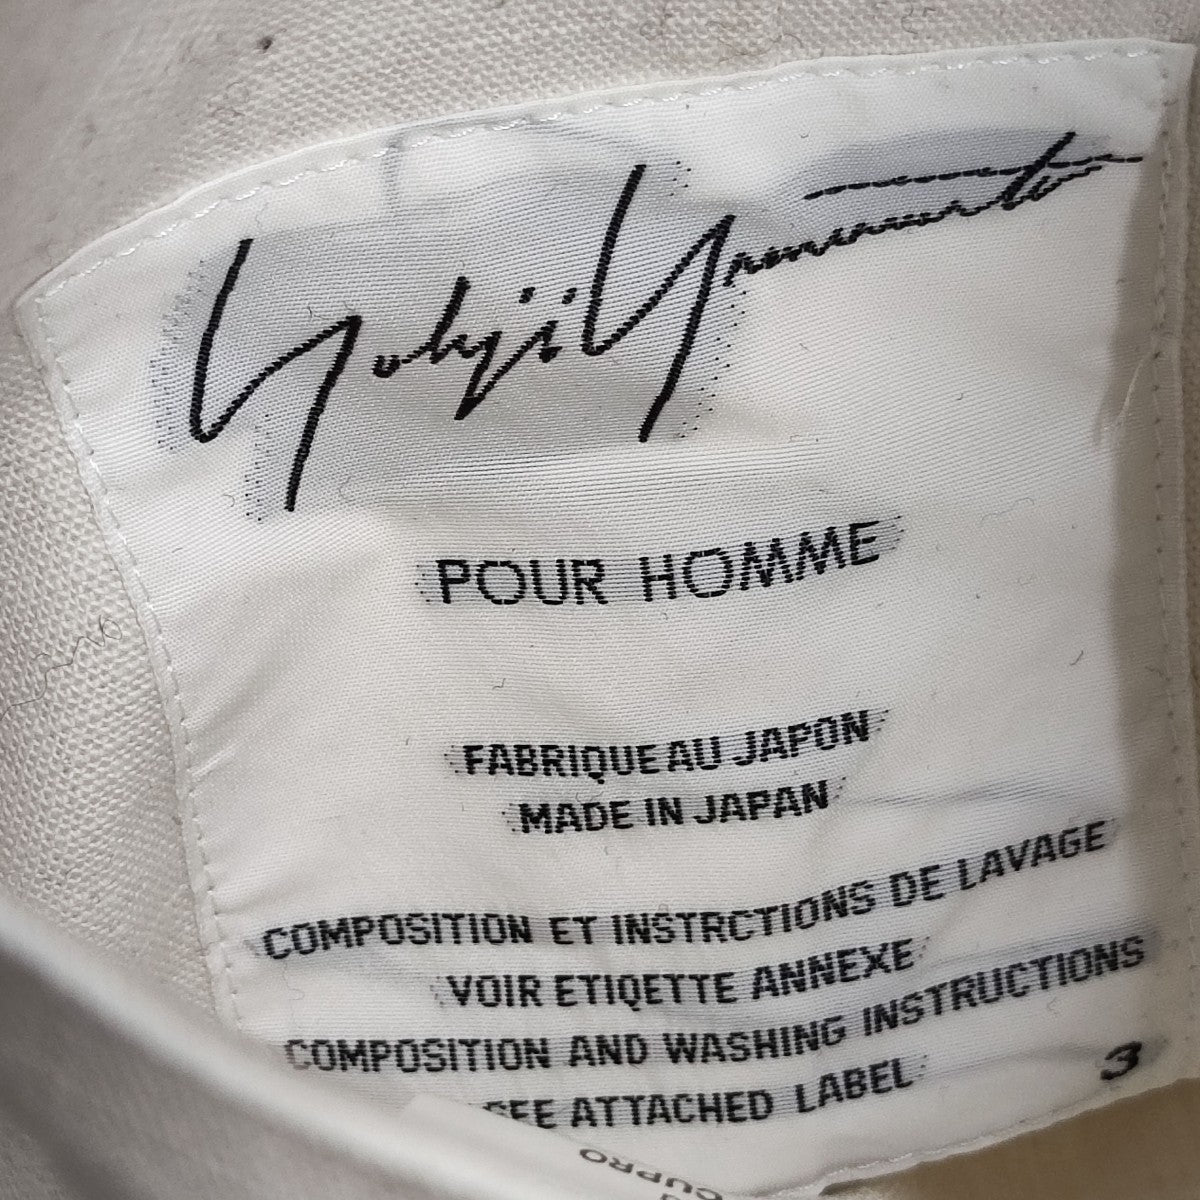 Yohji Yamamoto
POUR HOMME
FABRIQUE AU JAPON
MADE IN JAPAN
COMPOSITION ET INSTRCTIONS DE LAVAGE
VOIR ETIQETTE ANNEXE
COMPOSITION AND WASHING INSTRUCTIONS
SEE ATTACHED LABEL
3
CUPRO